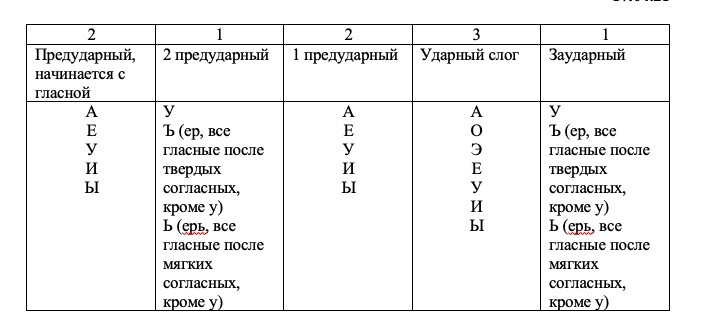 2 1 2 3 1
Предударный, 2 предударный 1 предударный Ударный слог Заударный
начинается с
гласной
А У А А У
Е Ъ (ер, все Е О Ъ (ер, все
У гласные после У Э гласные после
И твердых И Е твердых
Ы согласных, Ы У согласных,
кроме у) И кроме у)
Ь (ерь, все Ы Ь (ерь, все
гласные после гласные после
мягких мягких
согласных, согласных,
кроме у) кроме у)